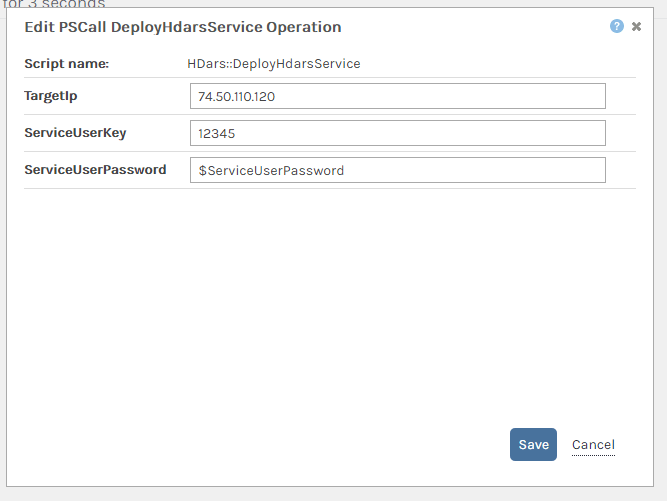 for 3 seconds
Edit PSCall DeployHdarsService Operation
Script name: HDars::DeployHdarsService
TargetIp 74.50.110.120
ServiceUserKey 12345
ServiceUserPassword $ServiceUserPassword
Save Cancel